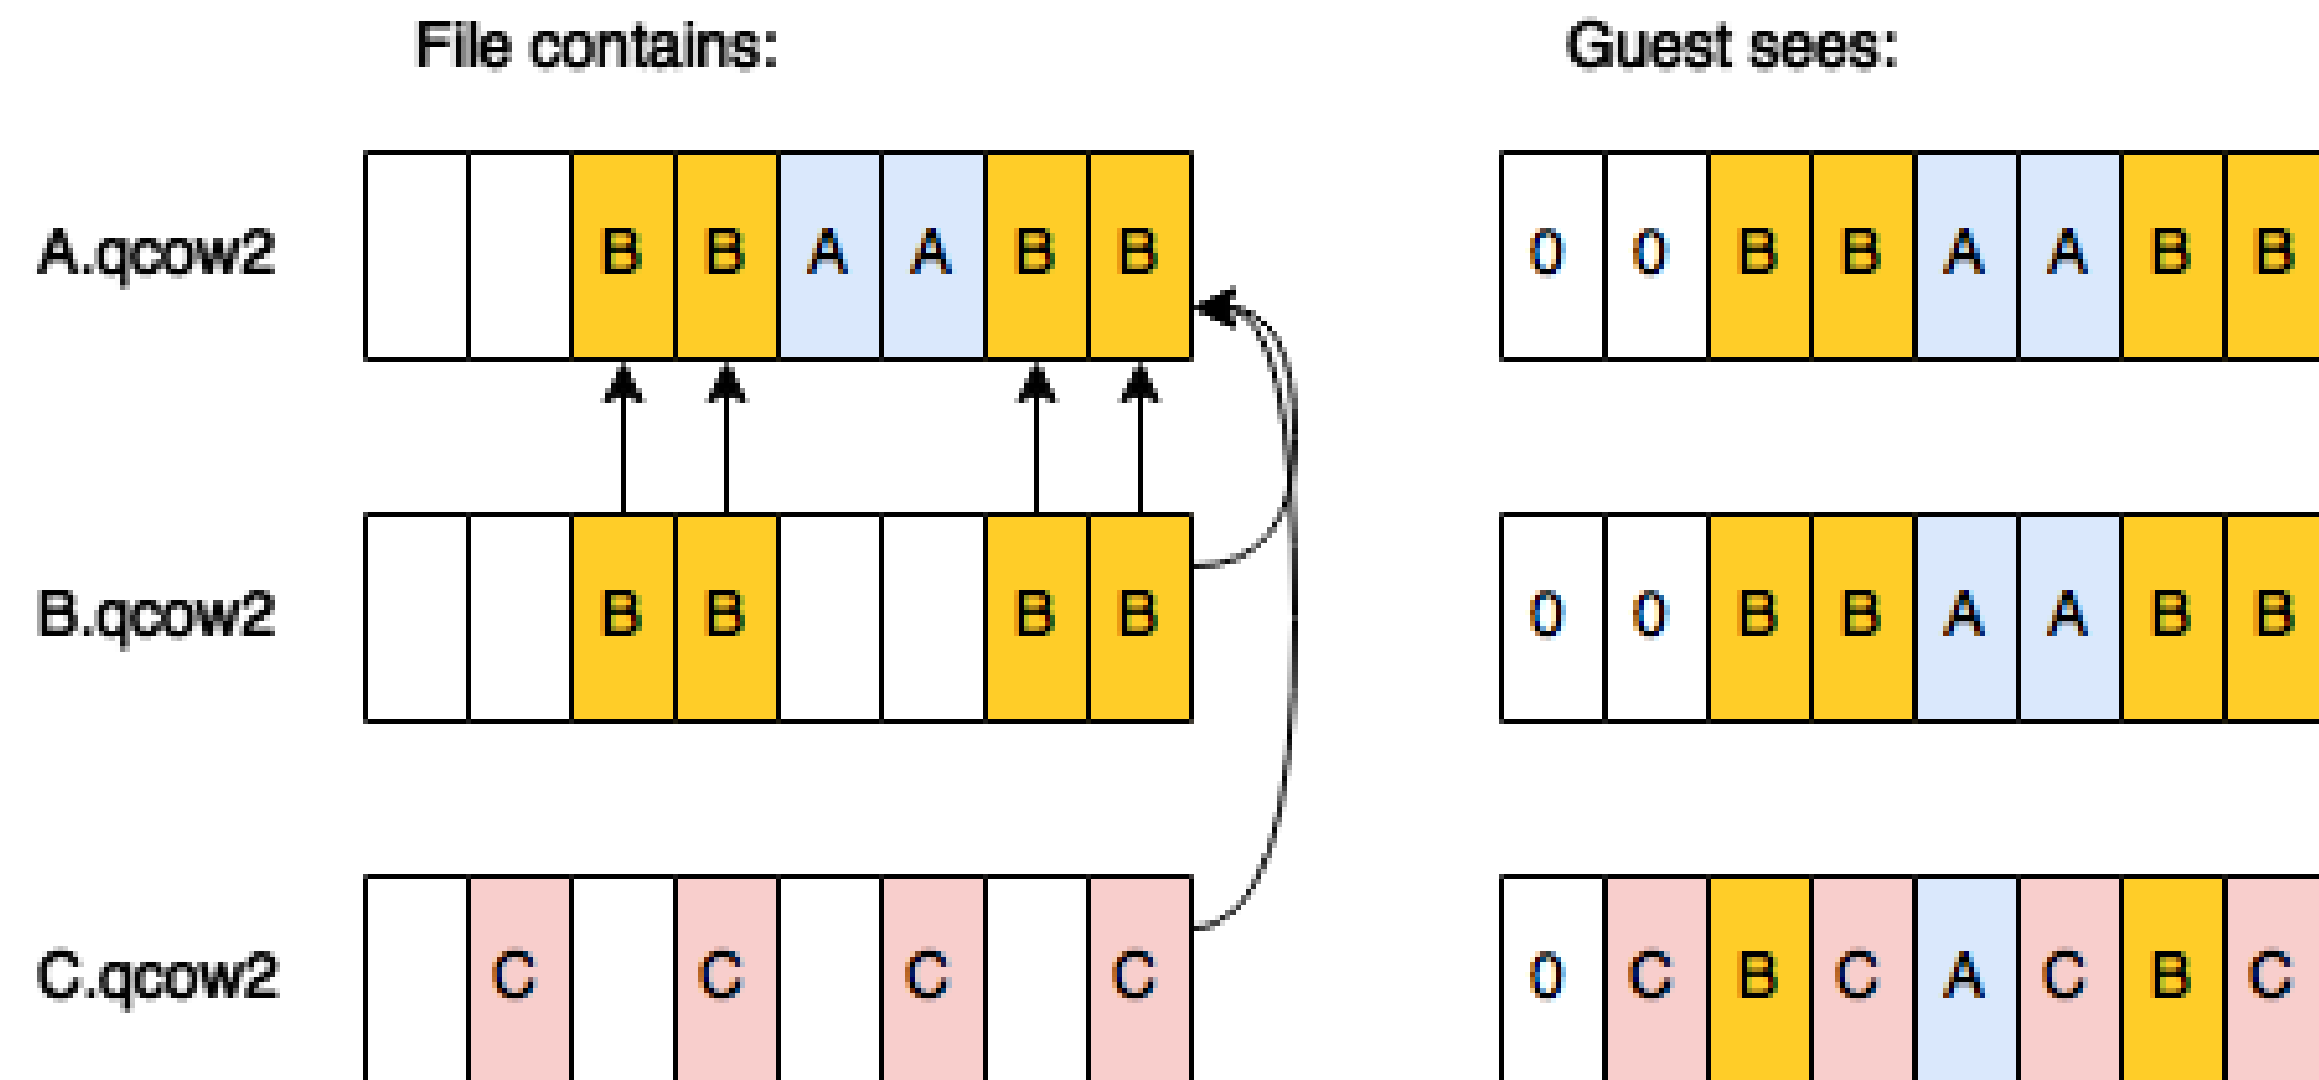 File contains: Guest sees:
A.qcow2 B B A A B B 0 0 B B A A B B
B.qcow2 B B B B 0 0 B B A A B B
C.qcow2 C C C C 0 C B C A C B C